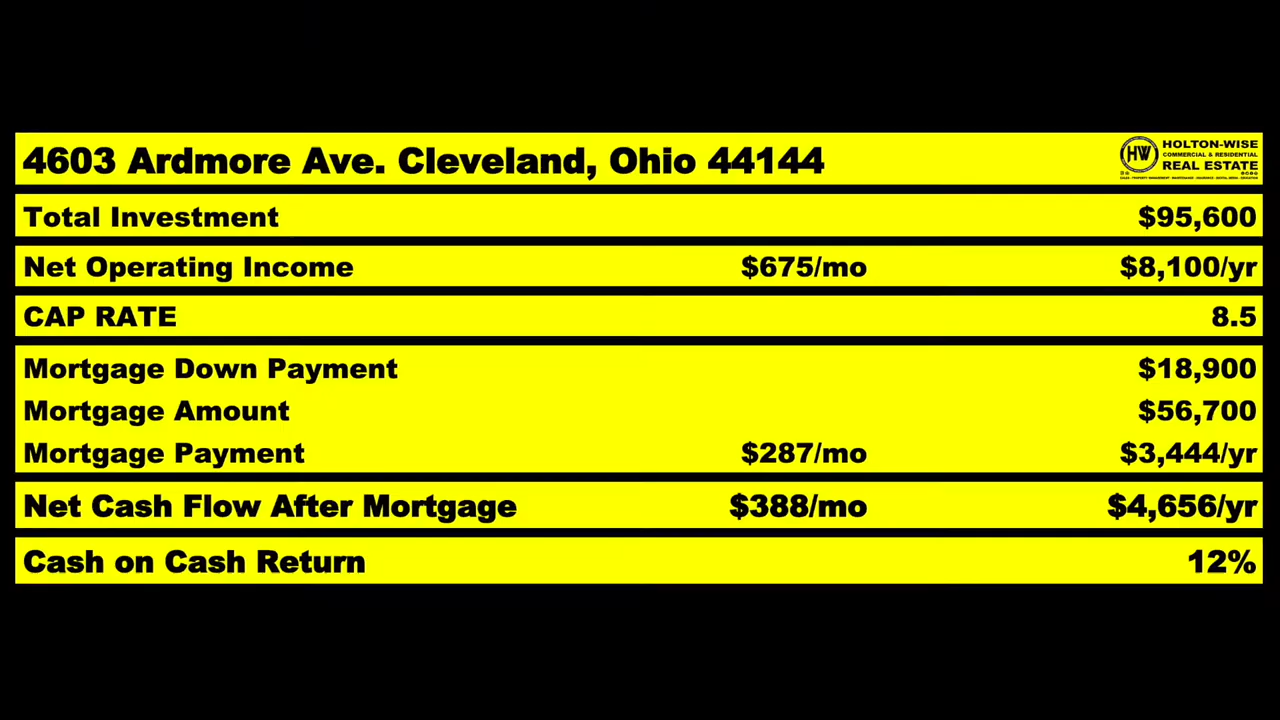 4603 Ardmore Ave. Cleveland, Ohio 44144
HW
HOLTON-WISE
COMMERCIAL & RESIDENTIAL
REAL ESTATE
Total Investment $95,600
Net Operating Income $675/mo $8,100/yr
CAP RATE 8.5
Mortgage Down Payment $18,900
Mortgage Amount $56,700
Mortgage Payment $287/mo $3,444/yr
Net Cash Flow After Mortgage $388/mo $4,656/yr
Cash on Cash Return 12%